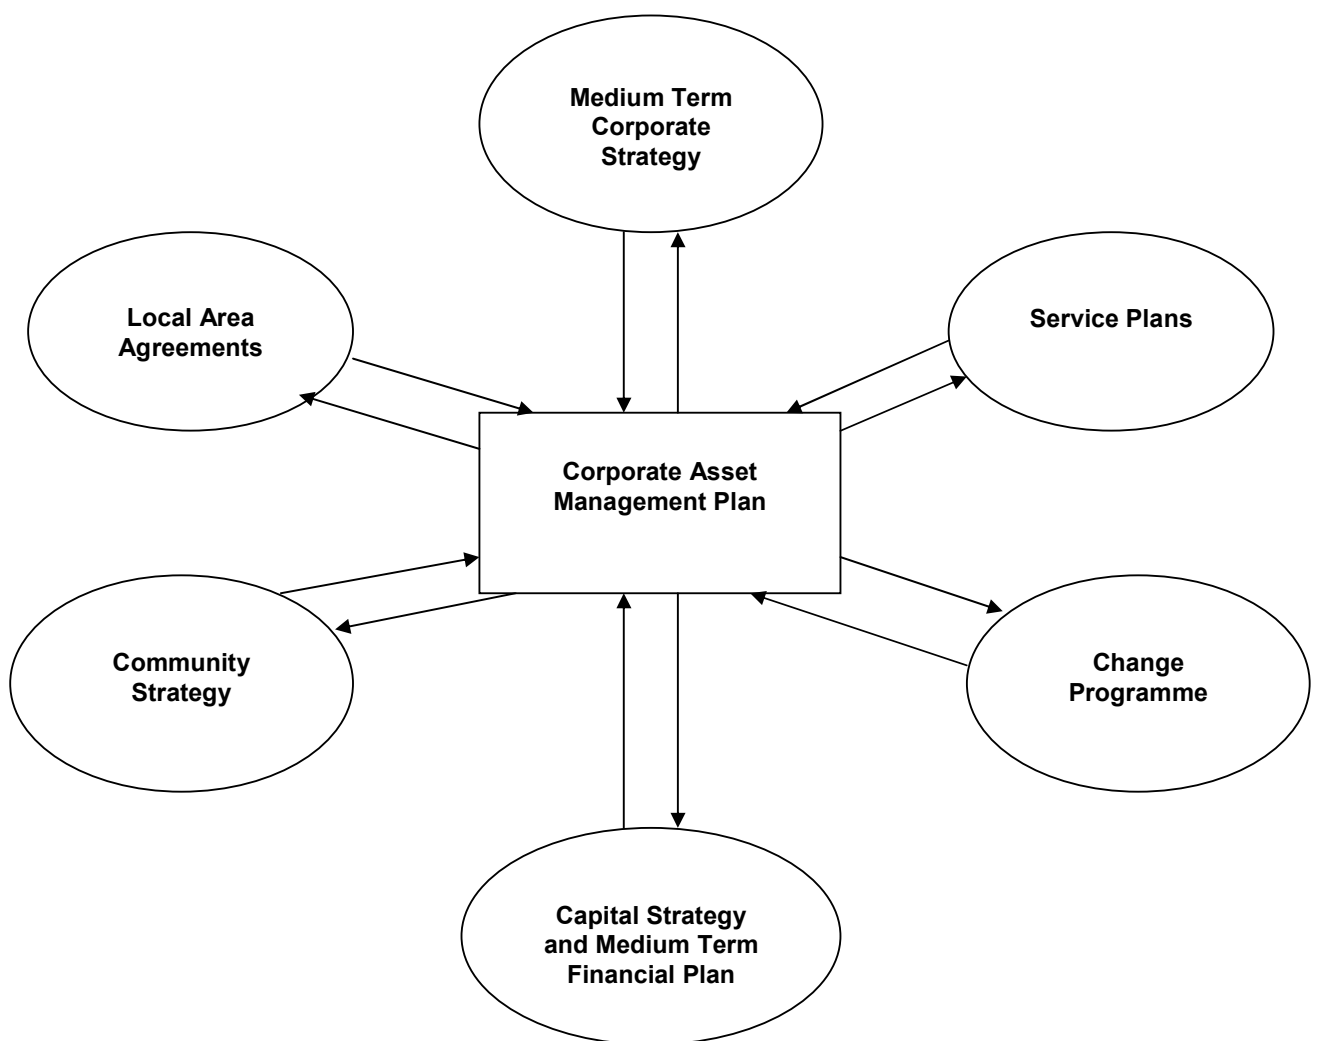 Medium Term
Corporate
Strategy
Local Area
Agreements
Service Plans
Corporate Asset
Management Plan
Community
Strategy
Change
Programme
Capital Strategy
and Medium Term
Financial Plan